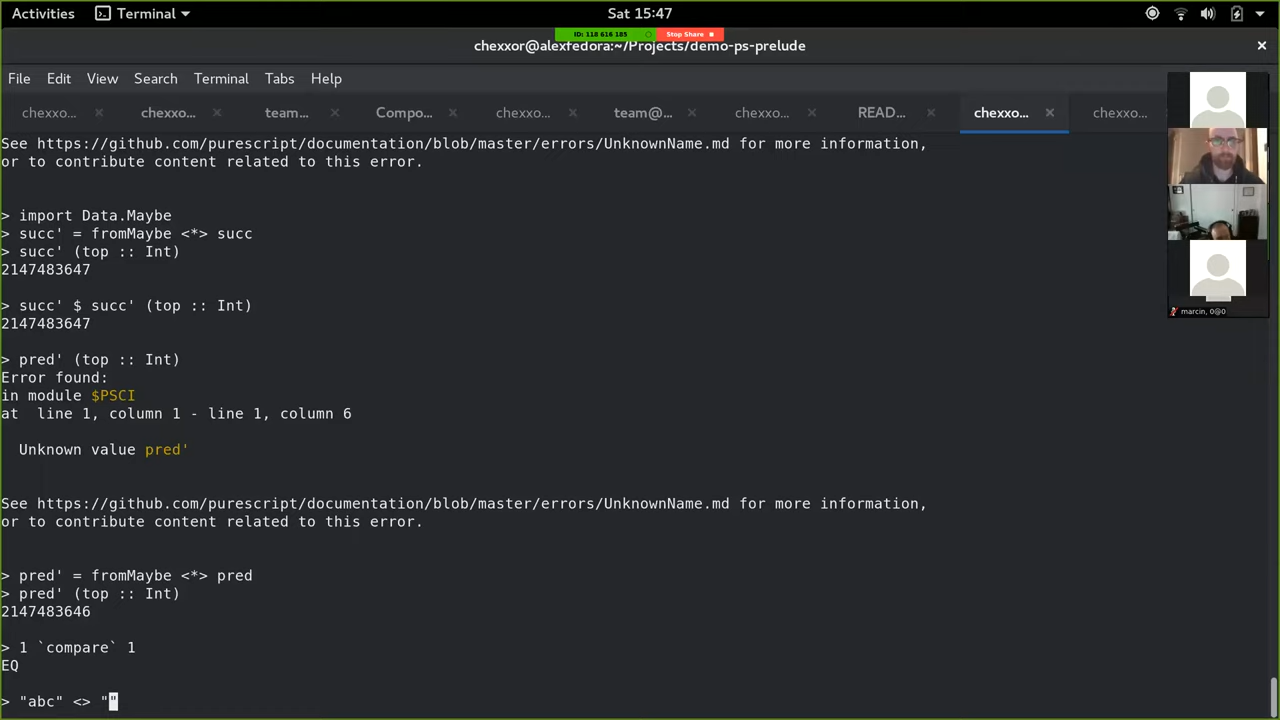 Activities Terminal Sat 15:47
ID: 118 616 185 Stop Share
chexxor@alexfedora:~/Projects/demo-ps-prelude
File Edit View Search Terminal Tabs Help
chexxo... chexxo... team... Compo... chexxo... team@... chexxo... READ... chexxo... chexxo...
See https://github.com/purescript/documentation/blob/master/errors/UnknownName.md for more information,
or to contribute content related to this error.
> import Data.Maybe
> succ' = fromMaybe <*> succ
> succ' (top :: Int)
2147483647
> succ' $ succ' (top :: Int)
2147483647
> pred' (top :: Int)
Error found:
in module $PSCI
at line 1, column 1 - line 1, column 6
Unknown value pred'
See https://github.com/purescript/documentation/blob/master/errors/UnknownName.md for more information,
or to contribute content related to this error.
> pred' = fromMaybe <*> pred
> pred' (top :: Int)
2147483646
> 1 `compare` 1
EQ
> "abc" <> ""
marcin, 0@0